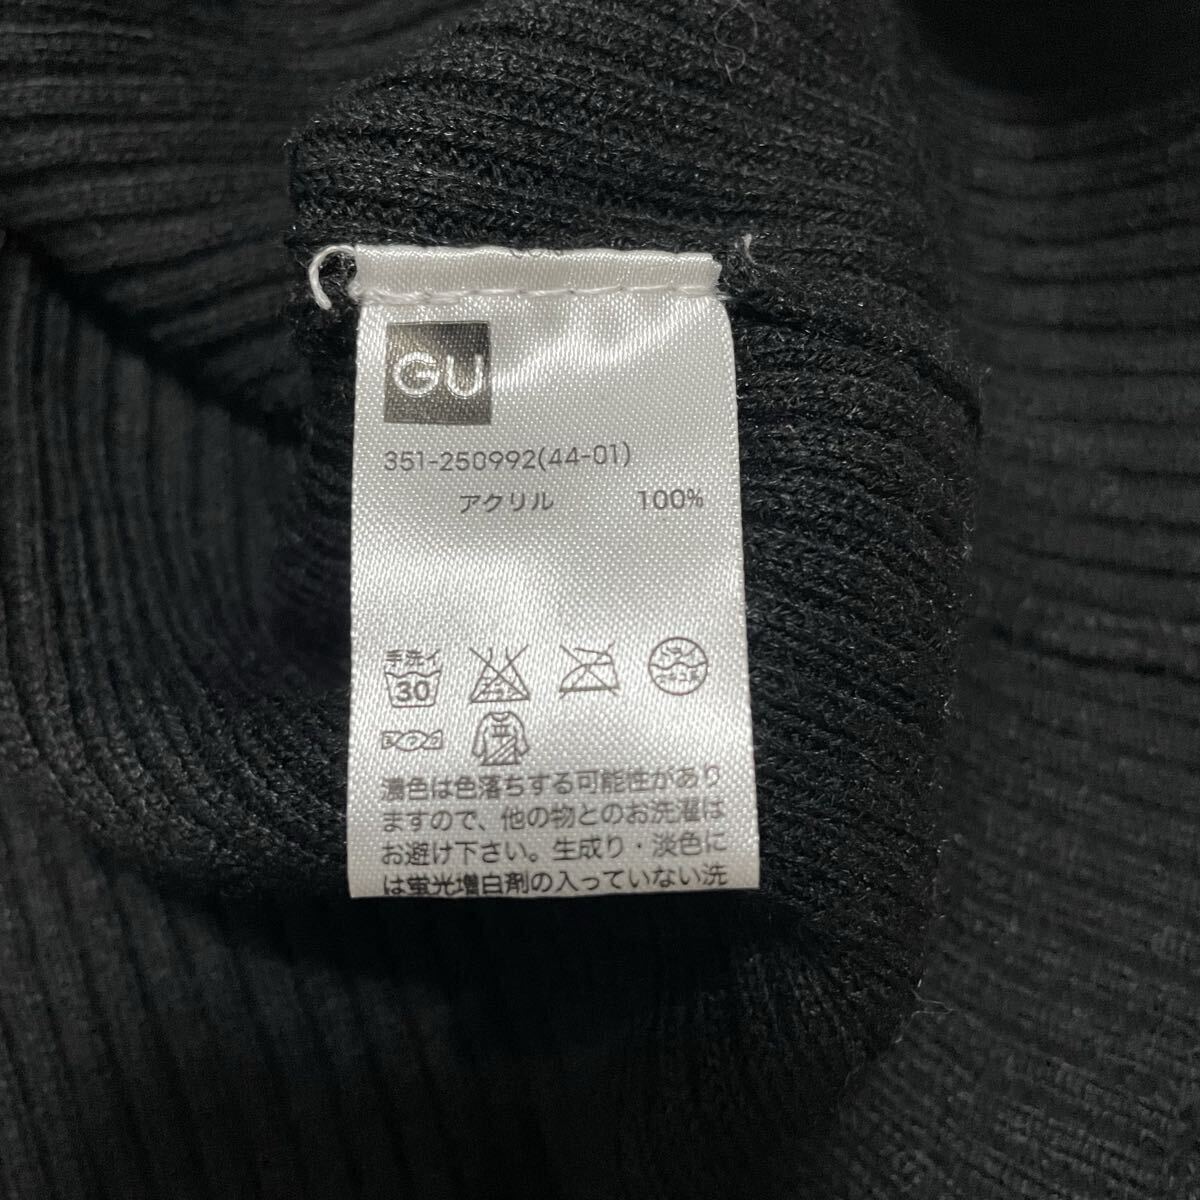 GU
351-250992(44-01)
アクリル 100%
手洗イ
30
濃色は色落ちする可能性があり
ますので、他の物とのお洗濯は
お避け下さい。生成り・淡色に
は蛍光増白剤の入っていない洗